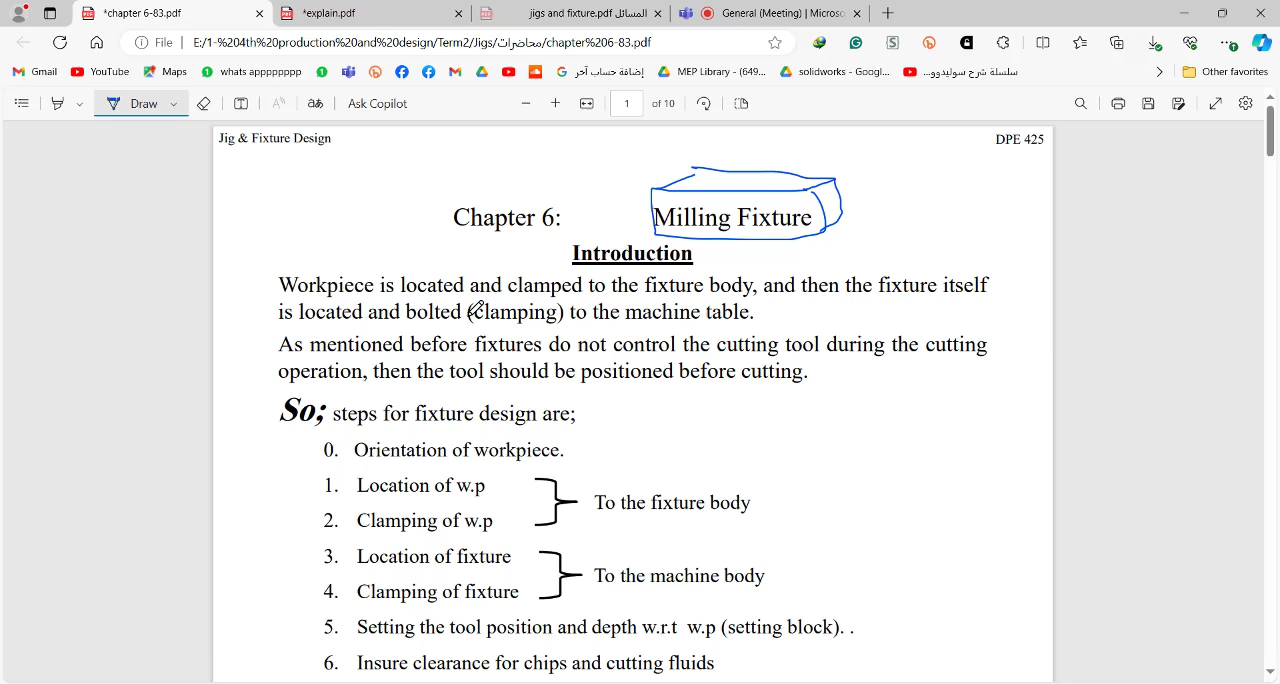 *chapter 6-83.pdf
*explain.pdf
المسائل jigs and fixture.pdf
General (Meeting) | Microso
File
E:/1-%204th%20production%20and%20design/Term2/Jigs/محاضرات/chapter%206-83.pdf
Gmail
YouTube
Maps
whats appppppppp
إضافة حساب آخر
MEP Library - (649...
solidworks - Googl...
سلسلة شرح سوليدوو...
Other favorites
Draw
Ask Copilot
1
of 10
Jig & Fixture Design
DPE 425
Chapter 6: Milling Fixture
Introduction
Workpiece is located and clamped to the fixture body, and then the fixture itself
is located and bolted (clamping) to the machine table.
As mentioned before fixtures do not control the cutting tool during the cutting
operation, then the tool should be positioned before cutting.
So; steps for fixture design are;
0. Orientation of workpiece.
1. Location of w.p
To the fixture body
2. Clamping of w.p
3. Location of fixture
To the machine body
4. Clamping of fixture
5. Setting the tool position and depth w.r.t w.p (setting block). .
6. Insure clearance for chips and cutting fluids